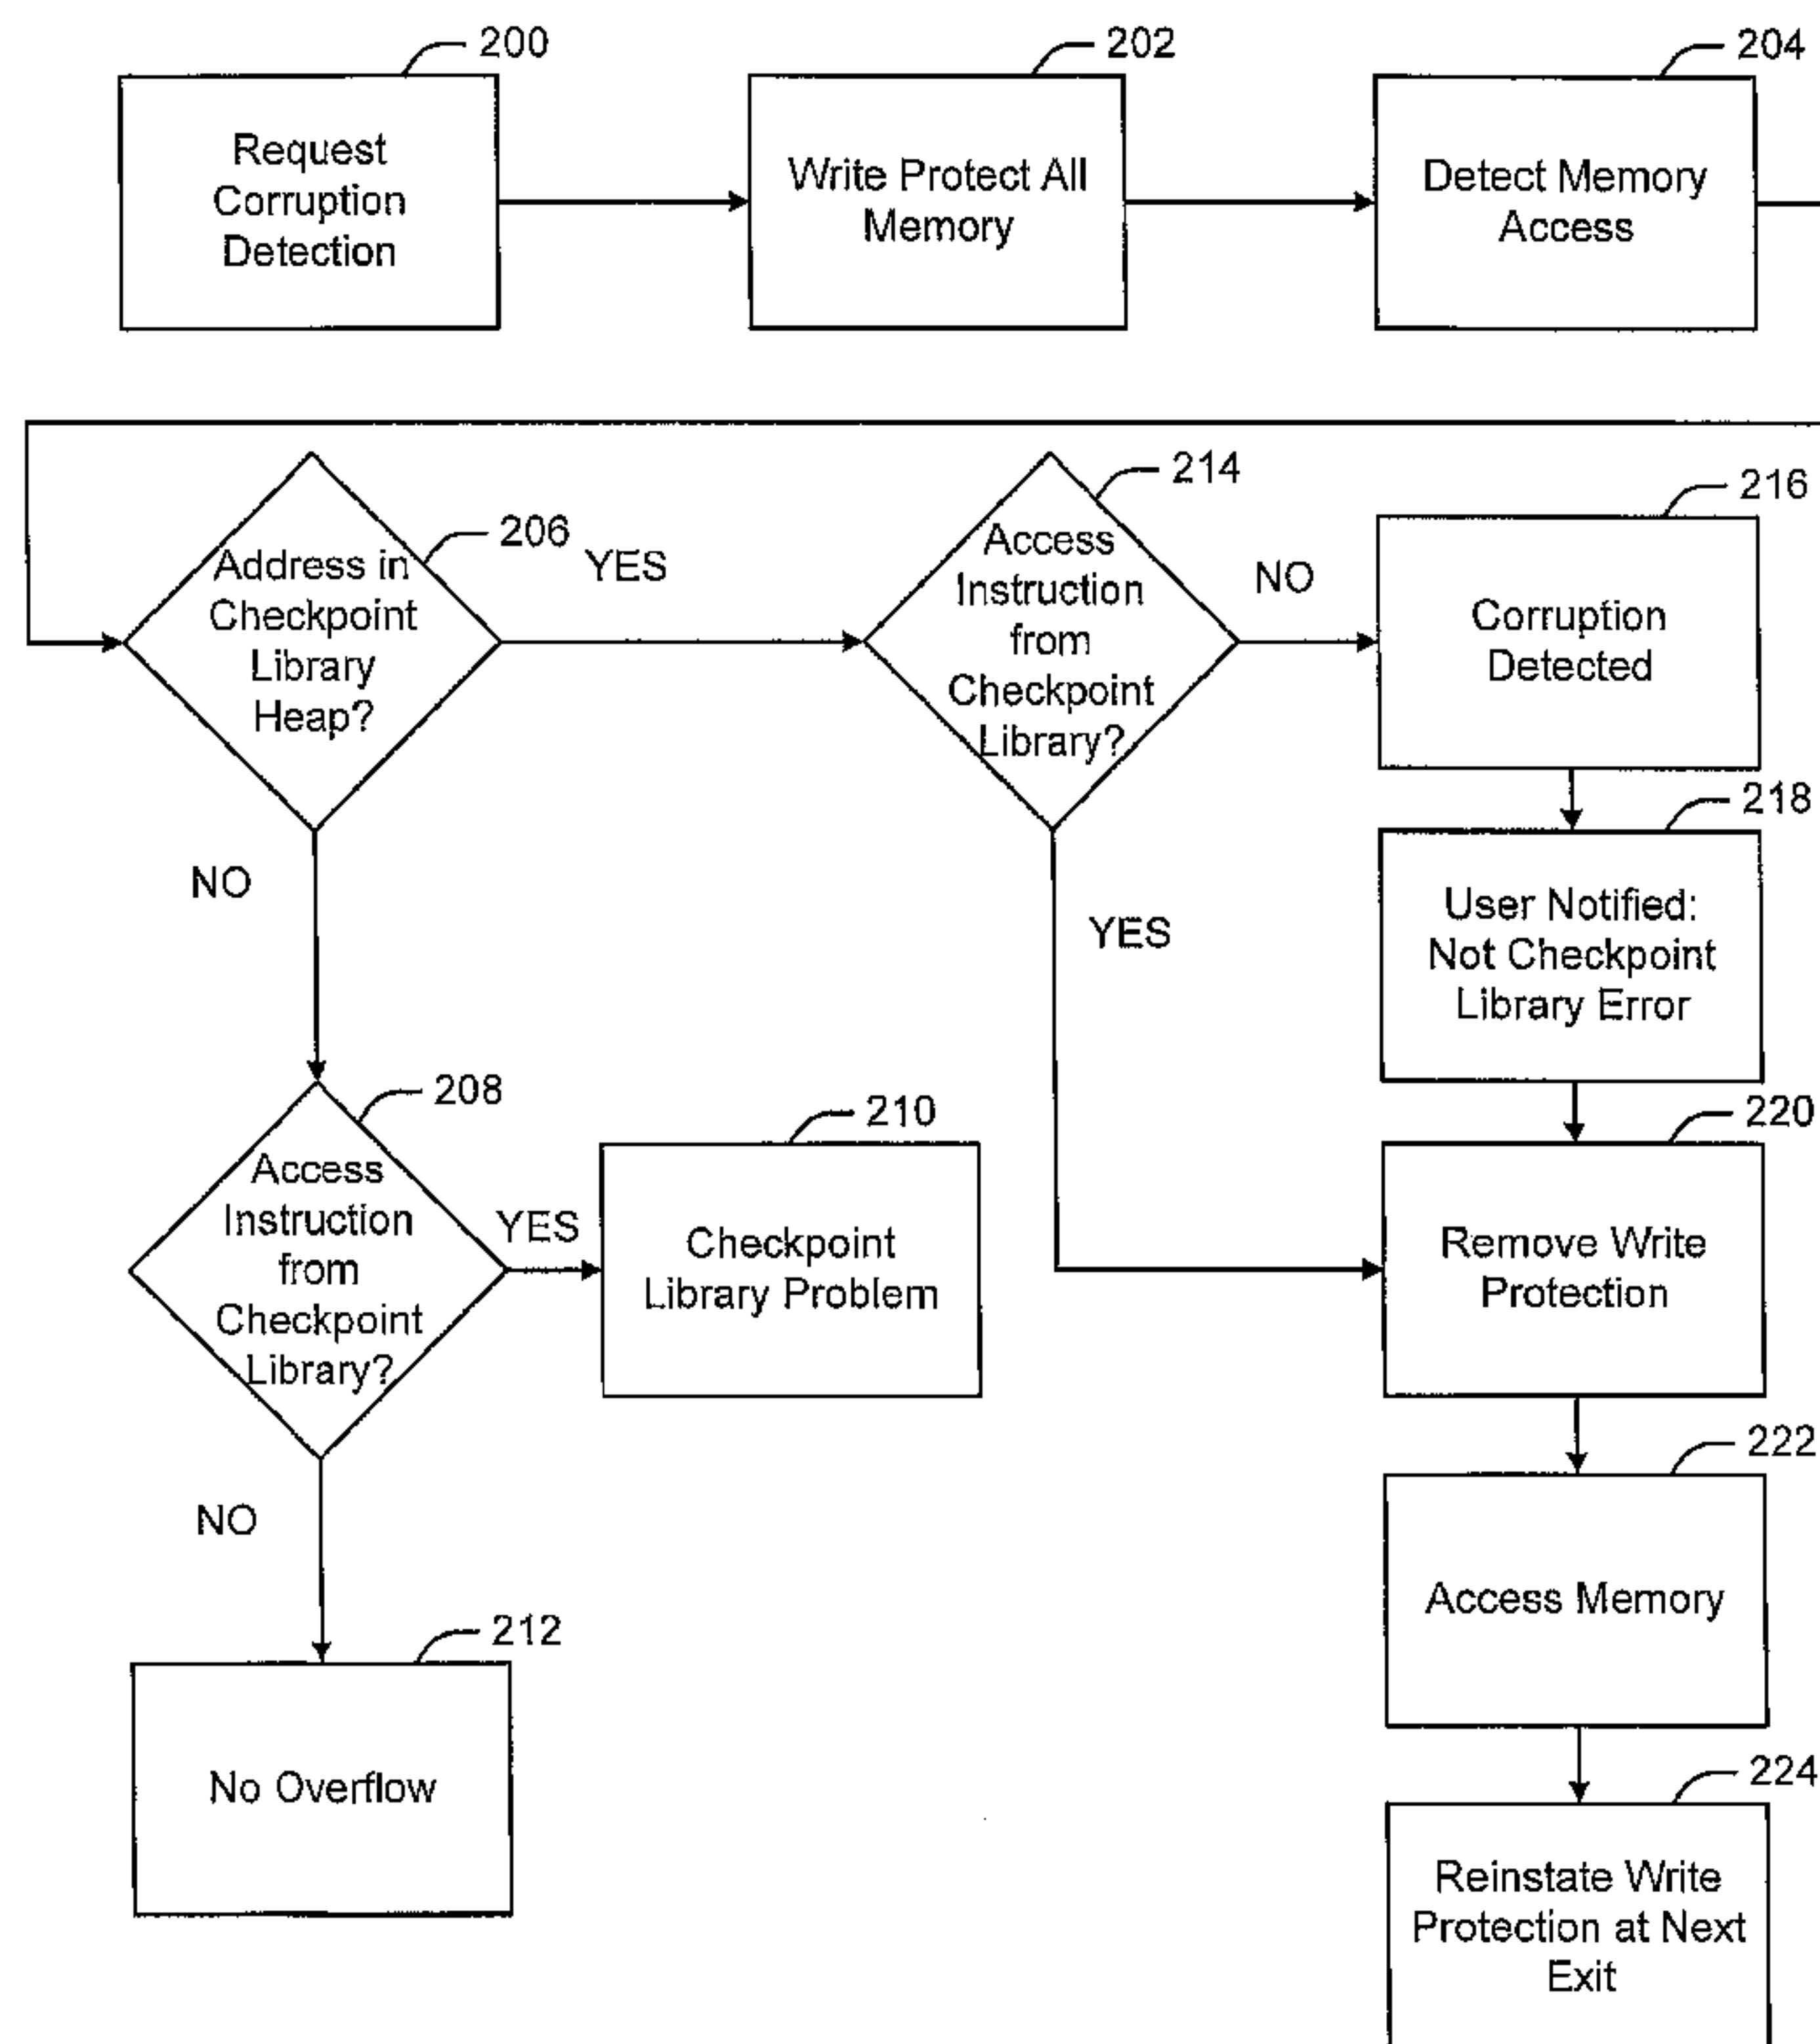 200
Request
Corruption
Detection
202
Write Protect All
Memory
204
Detect Memory
Access
206
Address in
Checkpoint
Library
Heap?
YES
NO
214
Access
Instruction
from
Checkpoint
Library?
NO
YES
216
Corruption
Detected
218
User Notified:
Not Checkpoint
Library Error
208
Access
Instruction
from
Checkpoint
Library?
YES
NO
210
Checkpoint
Library Problem
220
Remove Write
Protection
222
Access Memory
212
No Overflow
224
Reinstate Write
Protection at Next
Exit